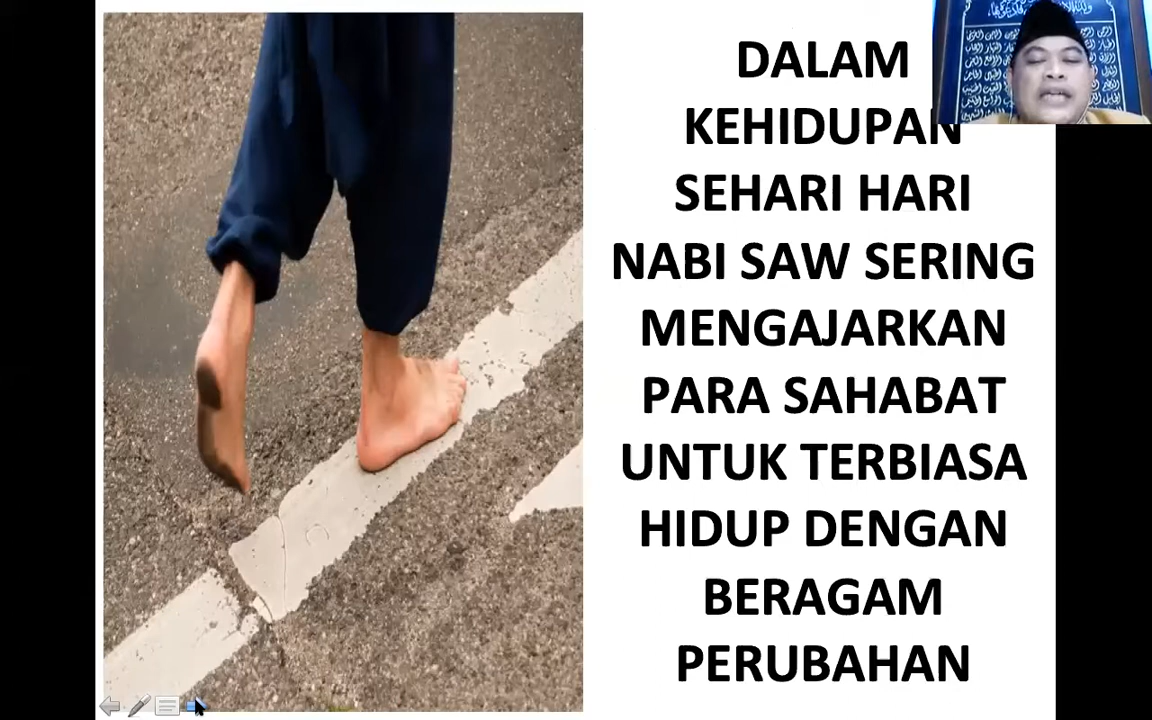 DALAM
KEHIDUPAN
SEHARI HARI
NABI SAW SERING
MENGAJARKAN
PARA SAHABAT
UNTUK TERBIASA
HIDUP DENGAN
BERAGAM
PERUBAHAN